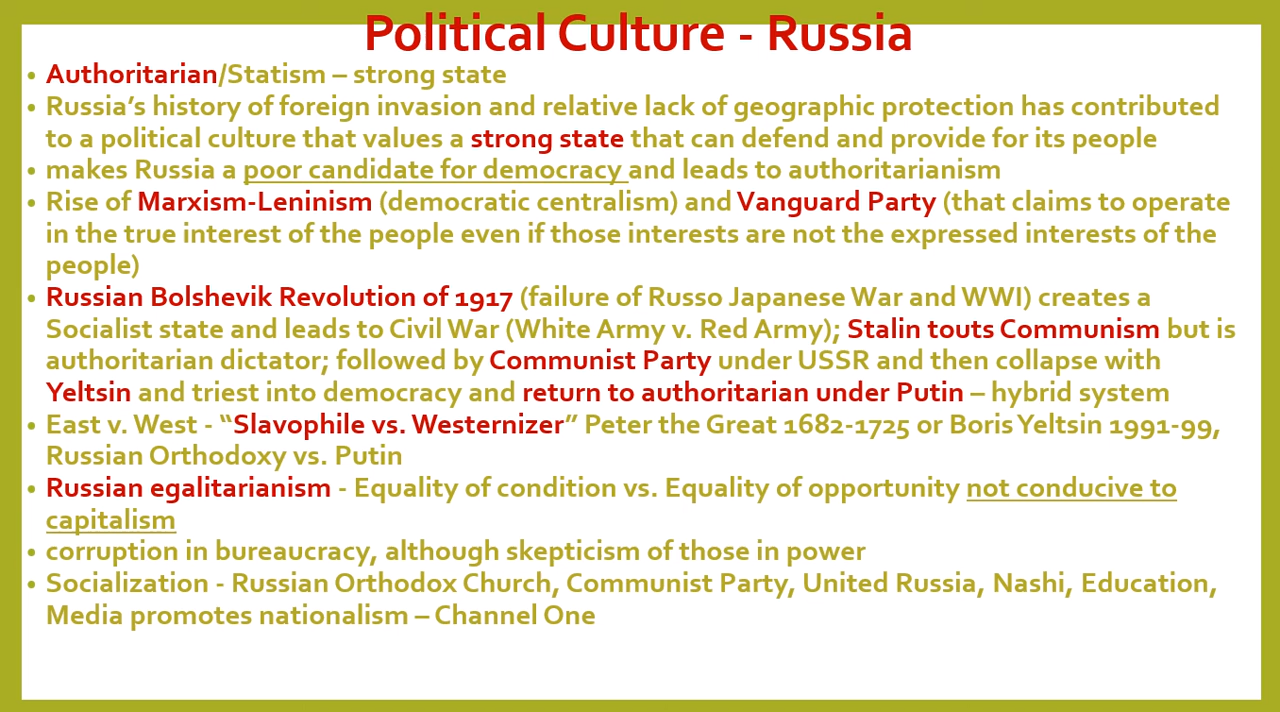 Political Culture - Russia
• Authoritarian/Statism – strong state
• Russia's history of foreign invasion and relative lack of geographic protection has contributed
to a political culture that values a strong state that can defend and provide for its people
• makes Russia a poor candidate for democracy and leads to authoritarianism
• Rise of Marxism-Leninism (democratic centralism) and Vanguard Party (that claims to operate
in the true interest of the people even if those interests are not the expressed interests of the
people)
• Russian Bolshevik Revolution of 1917 (failure of Russo Japanese War and WWI) creates a
Socialist state and leads to Civil War (White Army v. Red Army); Stalin touts Communism but is
authoritarian dictator; followed by Communist Party under USSR and then collapse with
Yeltsin and triest into democracy and return to authoritarian under Putin – hybrid system
• East v. West - “Slavophile vs. Westernizer” Peter the Great 1682-1725 or Boris Yeltsin 1991-99,
Russian Orthodoxy vs. Putin
• Russian egalitarianism - Equality of condition vs. Equality of opportunity not conducive to
capitalism
• corruption in bureaucracy, although skepticism of those in power
• Socialization - Russian Orthodox Church, Communist Party, United Russia, Nashi, Education,
Media promotes nationalism – Channel One